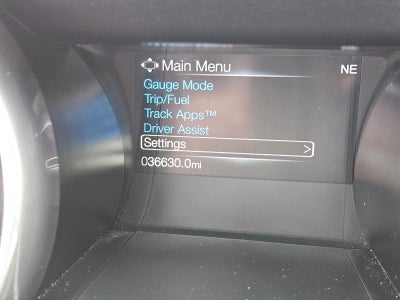 Main Menu NE
Gauge Mode
Trip/Fuel
Track Apps™
Driver Assist
Settings >
036630.0mi